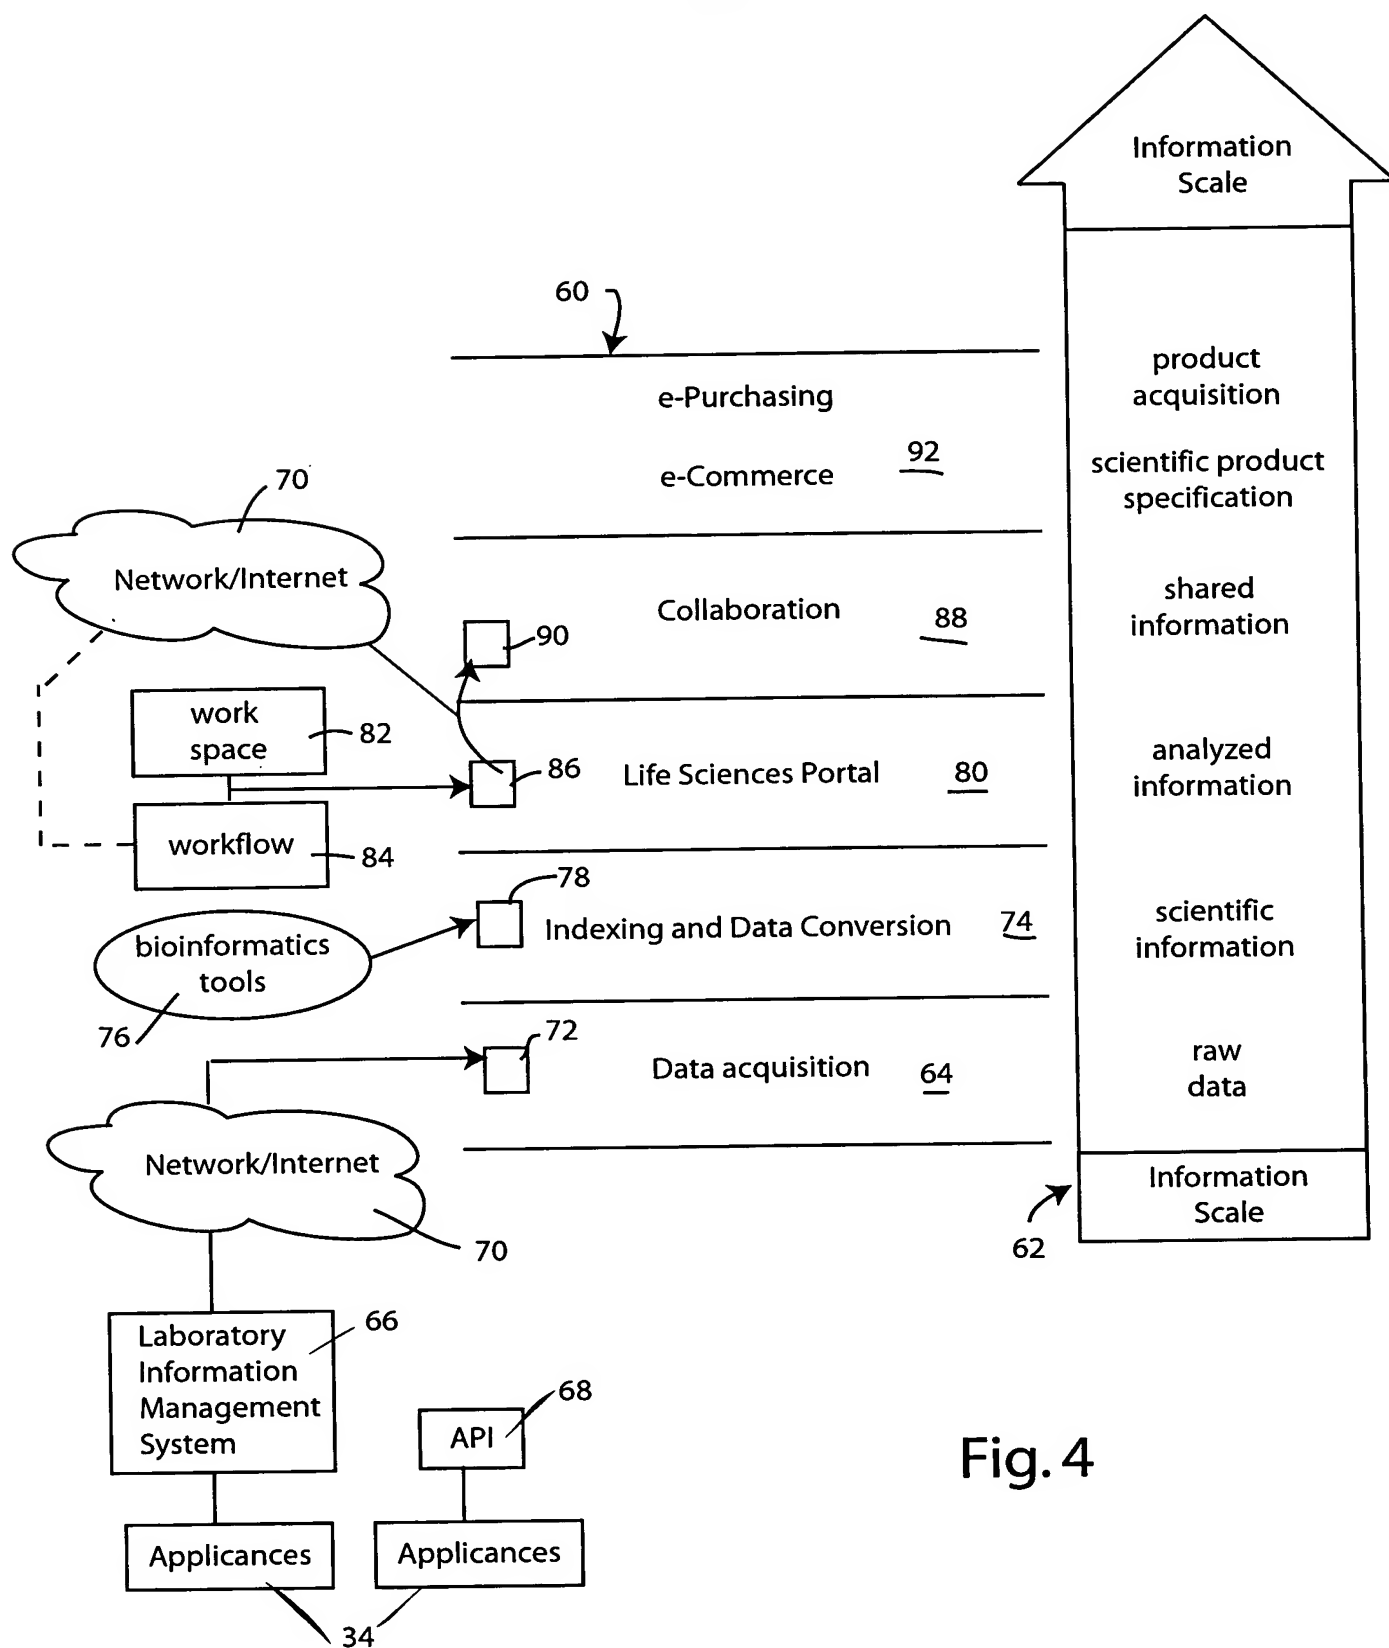 Information
Scale
60
product
acquisition
e-Purchasing
92
scientific product
specification
e-Commerce
70
Network/Internet
shared
information
Collaboration
88
90
work
space
82
analyzed
information
86
Life Sciences Portal
80
workflow
84
78
scientific
information
Indexing and Data Conversion
74
bioinformatics
tools
76
72
raw
data
Data acquisition
64
Network/Internet
70
Information
Scale
62
Laboratory
Information
Management
System
66
68
API
Fig. 4
Applicances
Applicances
34